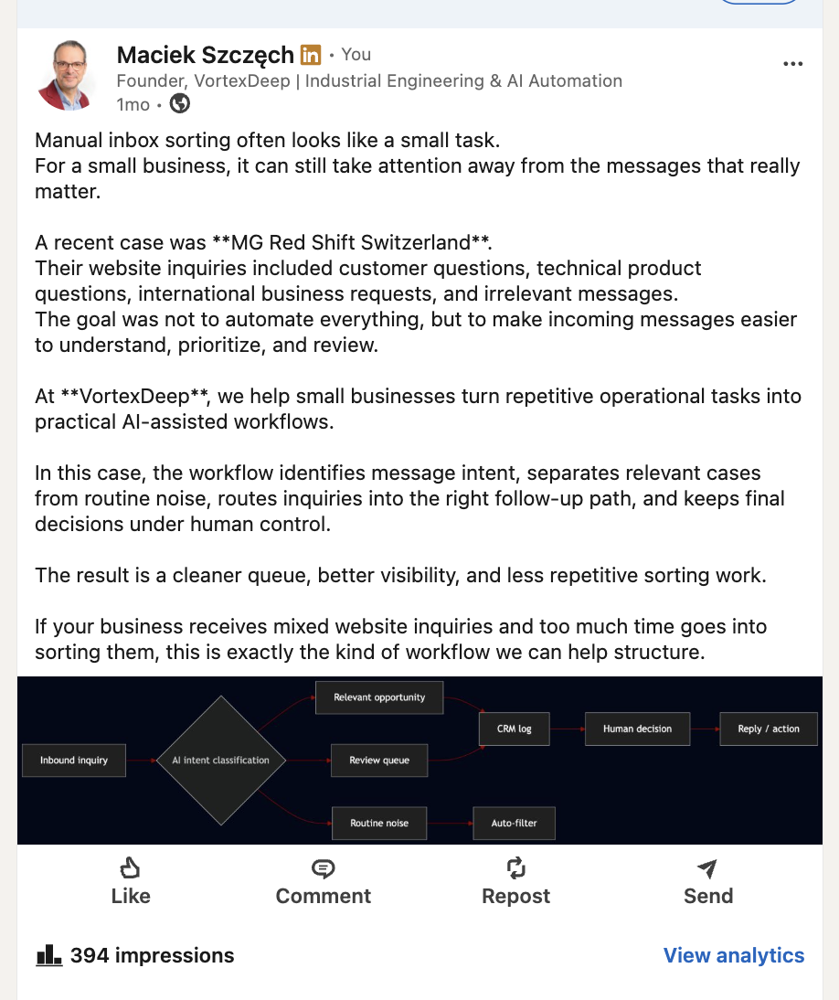 Maciek Szczęch in • You
Founder, VortexDeep | Industrial Engineering & AI Automation
1mo •
Manual inbox sorting often looks like a small task.
For a small business, it can still take attention away from the messages that really
matter.
A recent case was **MG Red Shift Switzerland**.
Their website inquiries included customer questions, technical product
questions, international business requests, and irrelevant messages.
The goal was not to automate everything, but to make incoming messages easier
to understand, prioritize, and review.
At **VortexDeep**, we help small businesses turn repetitive operational tasks into
practical AI-assisted workflows.
In this case, the workflow identifies message intent, separates relevant cases
from routine noise, routes inquiries into the right follow-up path, and keeps final
decisions under human control.
The result is a cleaner queue, better visibility, and less repetitive sorting work.
If your business receives mixed website inquiries and too much time goes into
sorting them, this is exactly the kind of workflow we can help structure.
Inbound inquiry
AI intent classification
Relevant opportunity
Review queue
Routine noise
CRM log
Auto-filter
Human decision
Reply / action
Like
Comment
Repost
Send
394 impressions
View analytics